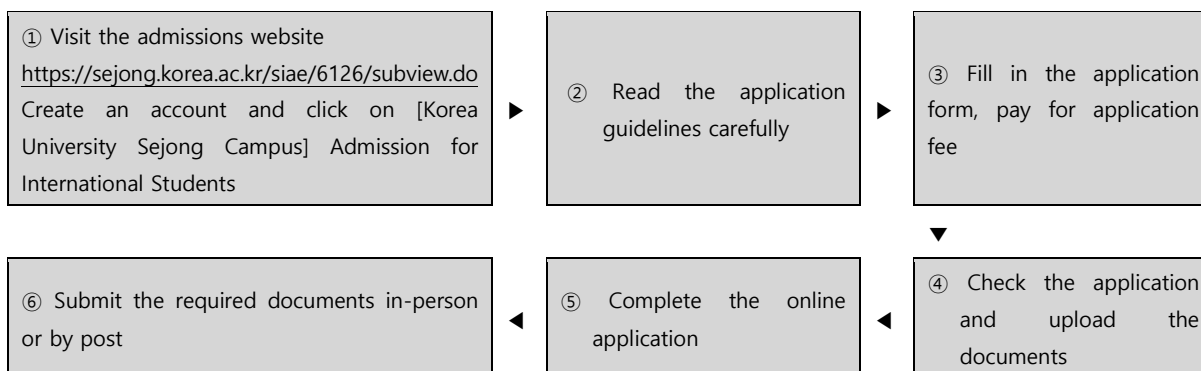 ① Visit the admissions website
https://sejong.korea.ac.kr/siae/6126/subview.do
Create an account and click on [Korea
University Sejong Campus] Admission for
International Students
▶
② Read the application
guidelines carefully
▶
③ Fill in the application
form, pay for application
fee
▼
④ Check the application
and upload the
documents
◀
⑤ Complete the online
application
◀
⑥ Submit the required documents in-person
or by post